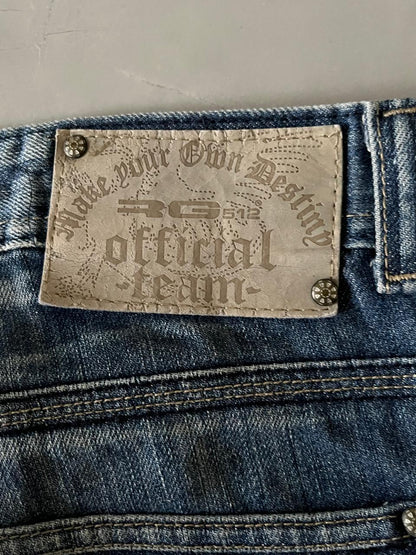 Make your Own Destiny
RG512°
official
-team-